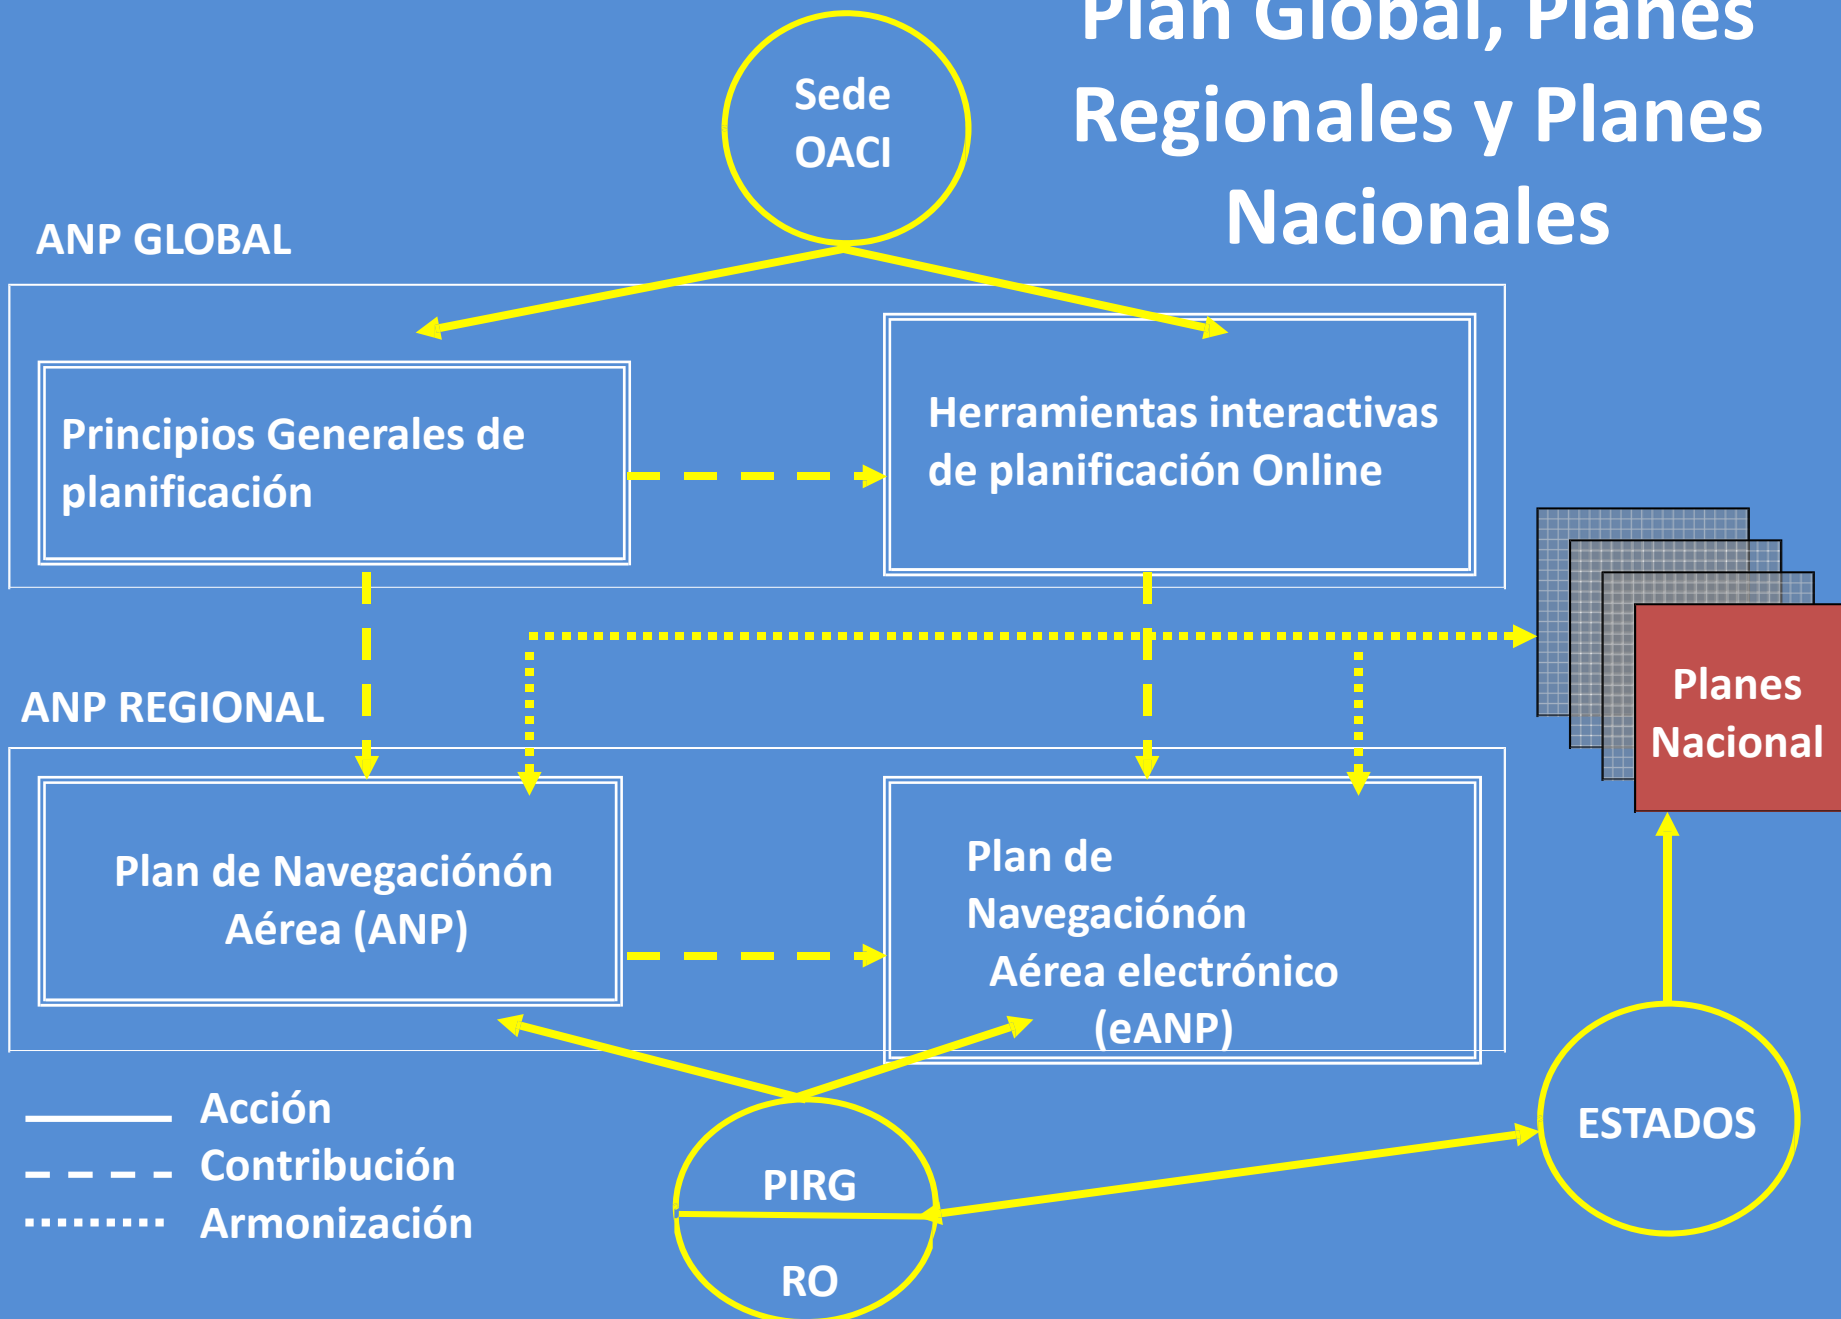 Plan Global, Planes
Regionales y Planes
Nacionales
Sede
OACI
ANP GLOBAL
Principios Generales de
planificación
Herramientas interactivas
de planificación Online
Planes
Nacional
ANP REGIONAL
Plan de Navegaciónón
Aérea (ANP)
Plan de
Navegaciónón
Aérea electrónico
(eANP)
Acción
Contribución
Armonización
PIRG
RO
ESTADOS